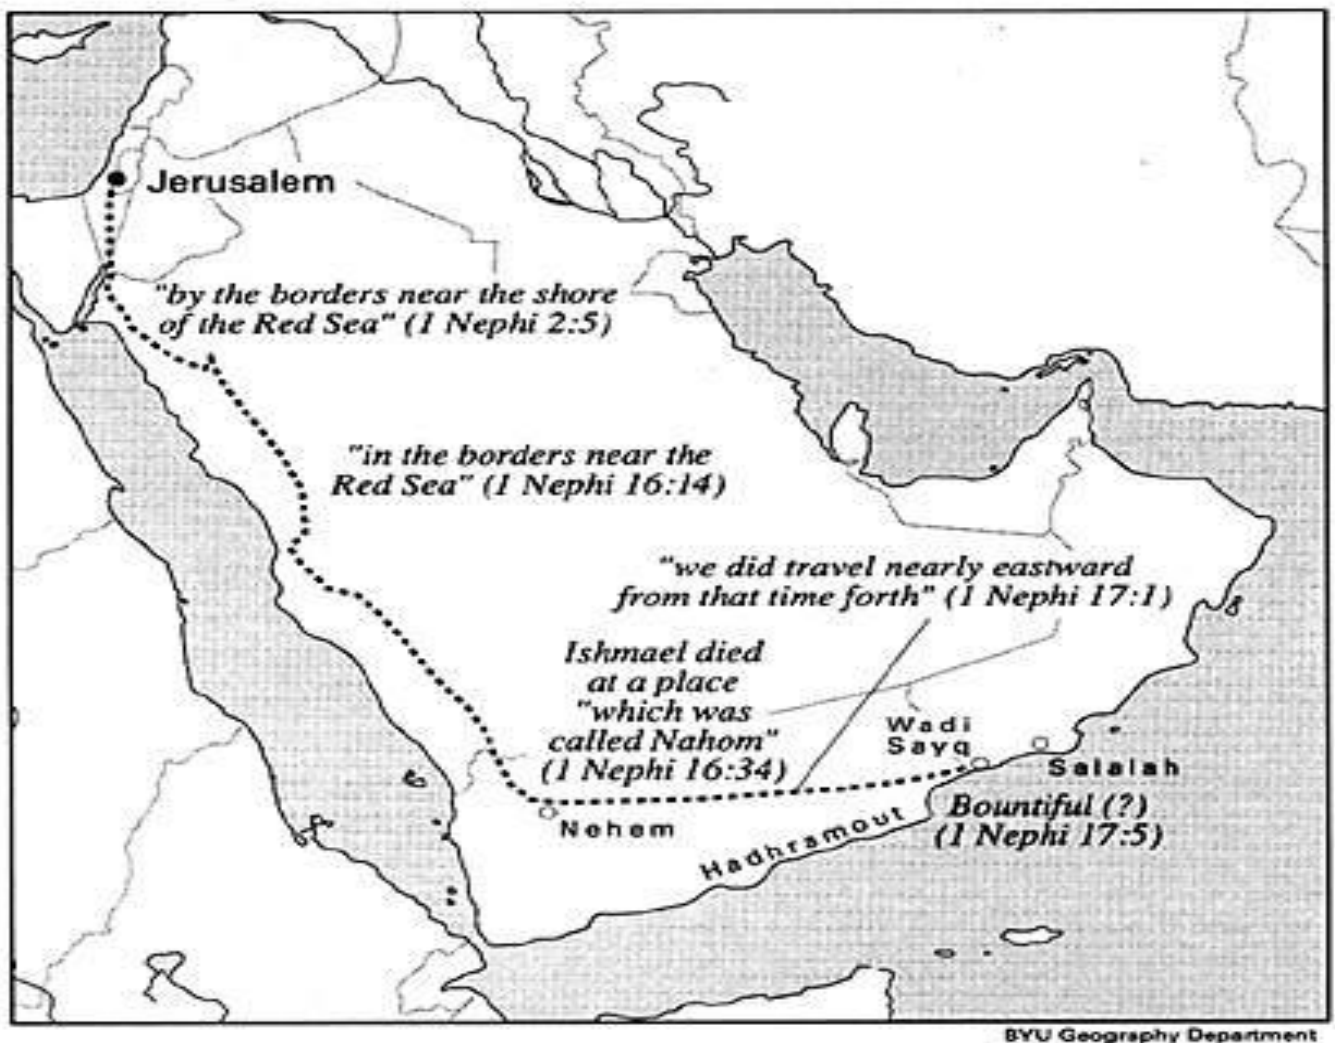 Jerusalem
"by the borders near the shore
of the Red Sea" (1 Nephi 2:5)
"in the borders near the
Red Sea" (1 Nephi 16:14)
"we did travel nearly eastward
from that time forth" (1 Nephi 17:1)
Ishmael died
at a place
"which was
called Nahom"
(1 Nephi 16:34)
Wadi
Sayq
Salalah
Nehem
Hadhramout
Bountiful (?)
(1 Nephi 17:5)
BYU Geography Department